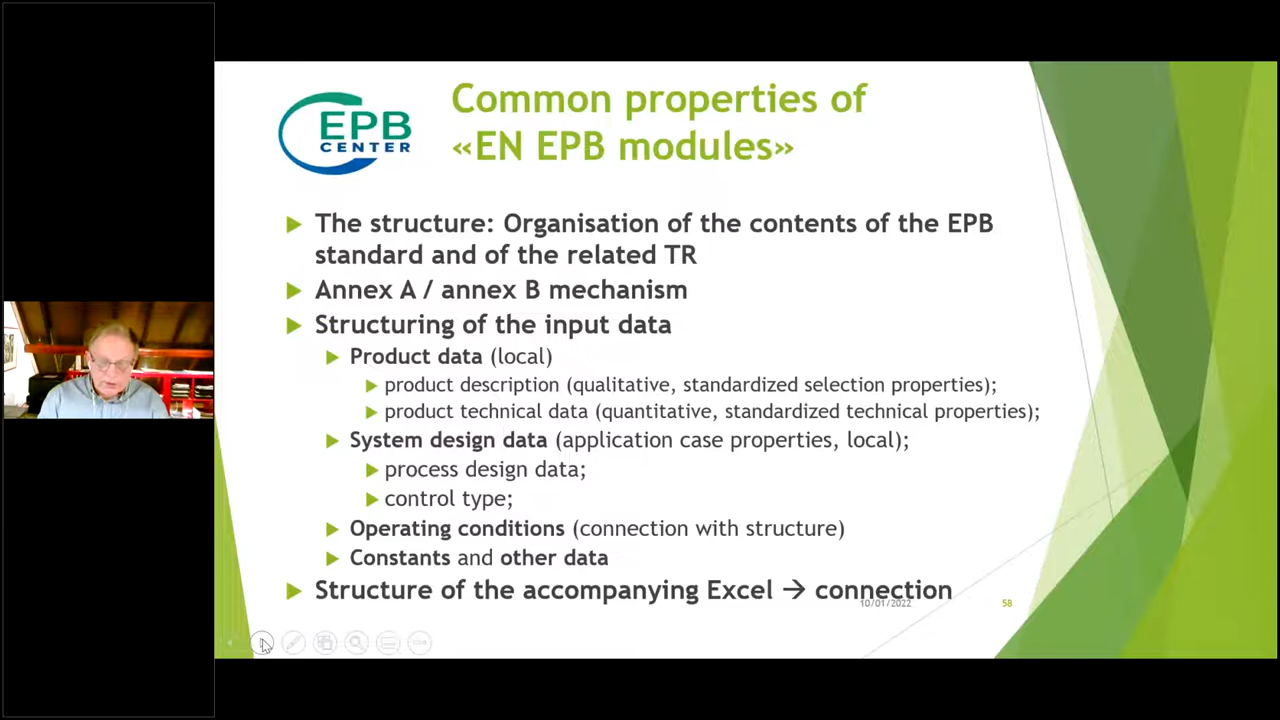 EPB
CENTER
Common properties of
«EN EPB modules»
The structure: Organisation of the contents of the EPB
standard and of the related TR
Annex A / annex B mechanism
Structuring of the input data
Product data (local)
product description (qualitative, standardized selection properties);
product technical data (quantitative, standardized technical properties);
System design data (application case properties, local);
process design data;
control type;
Operating conditions (connection with structure)
Constants and other data
Structure of the accompanying Excel → connection
10/01/2022
58